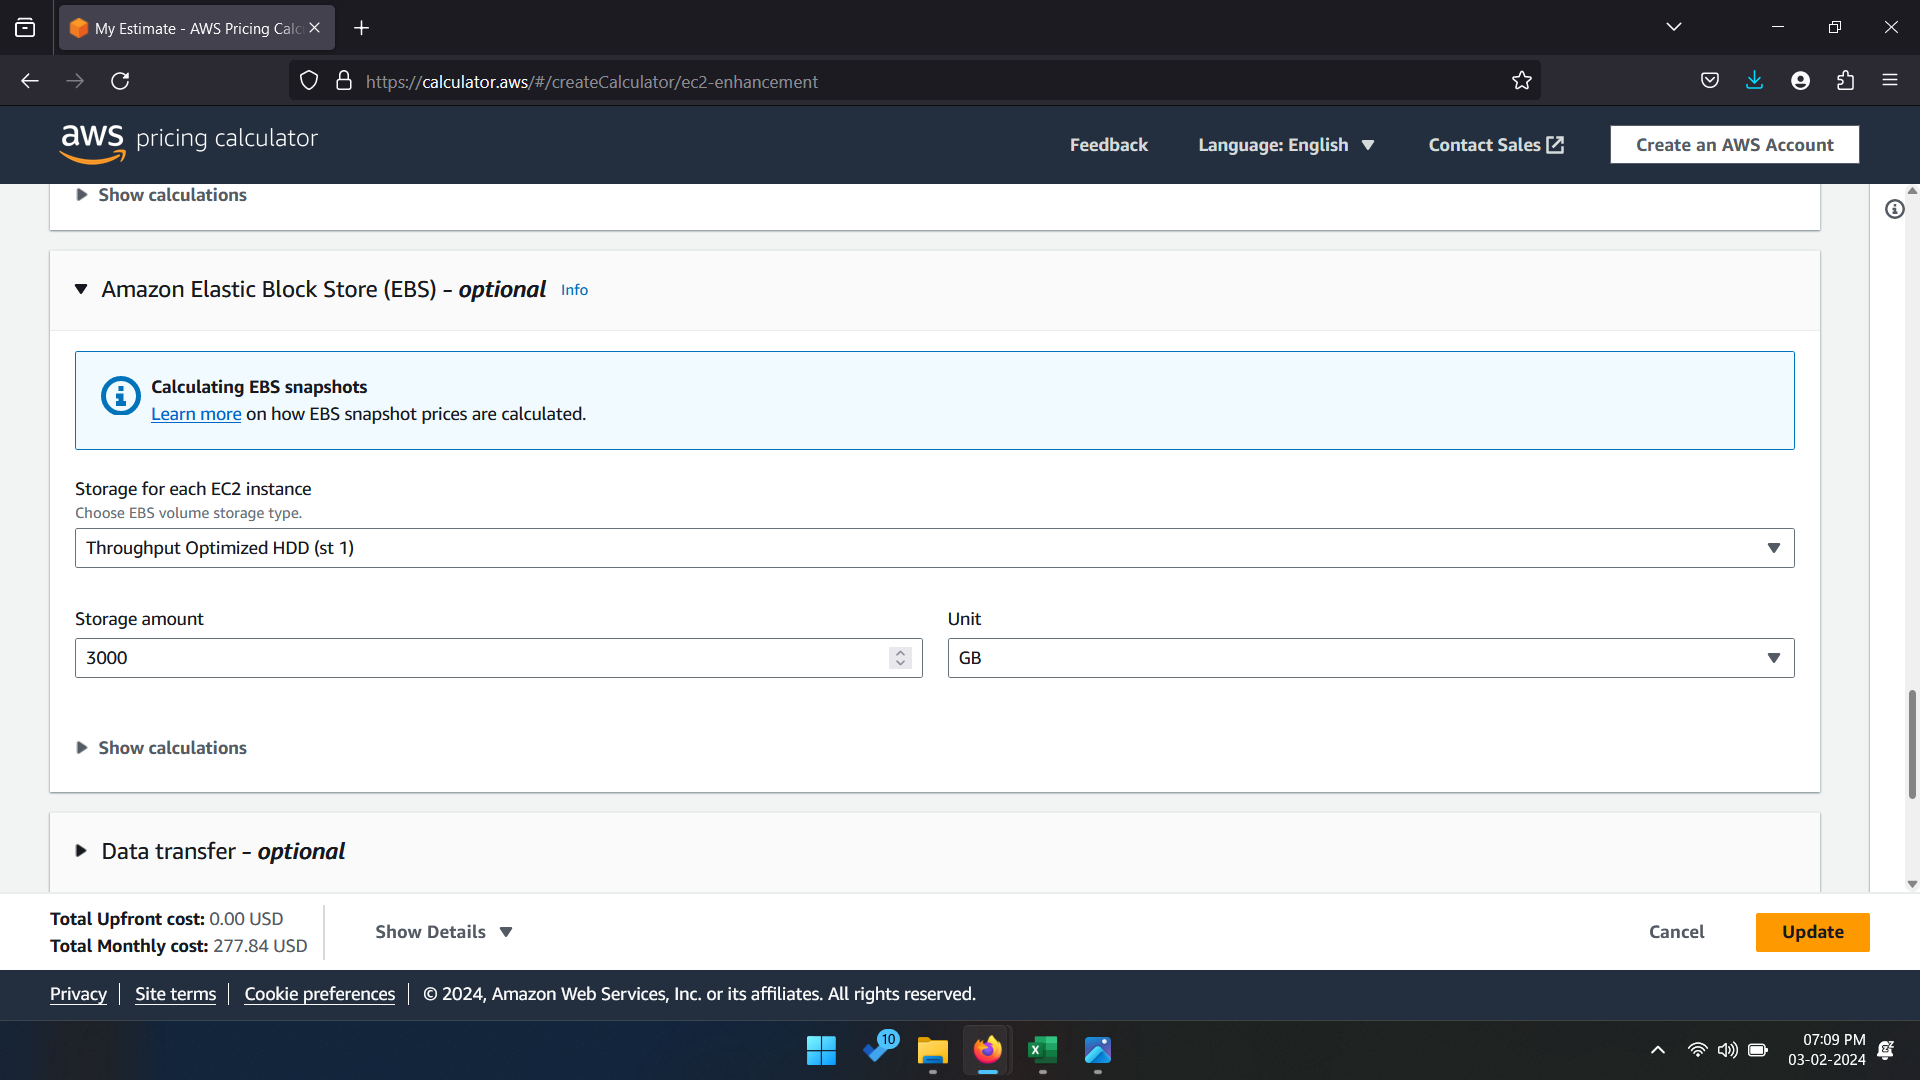 My Estimate - AWS Pricing Calc
https://calculator.aws/#/createCalculator/ec2-enhancement
aws pricing calculator
Feedback
Language: English
Contact Sales
Create an AWS Account
Show calculations
Amazon Elastic Block Store (EBS) - optional Info
Calculating EBS snapshots
Learn more on how EBS snapshot prices are calculated.
Storage for each EC2 instance
Choose EBS volume storage type.
Throughput Optimized HDD (st 1)
Storage amount
Unit
3000
GB
Show calculations
Data transfer - optional
Total Upfront cost: 0.00 USD
Total Monthly cost: 277.84 USD
Show Details
Cancel
Update
Privacy
Site terms
Cookie preferences
© 2024, Amazon Web Services, Inc. or its affiliates. All rights reserved.
10
07:09 PM
03-02-2024